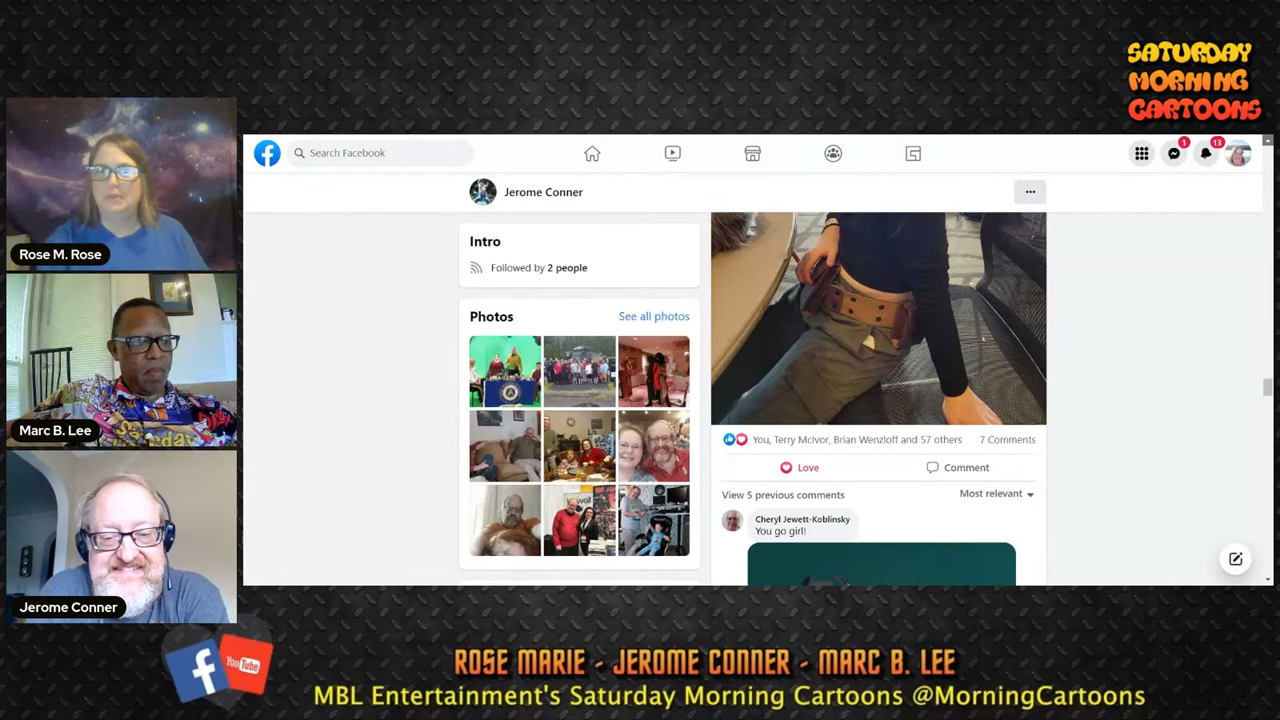 SATURDAY
MORNING
CARTOONS
Search Facebook
1
13
Jerome Conner
...
Intro
Followed by 2 people
Photos
See all photos
You, Terry McIvor, Brian Wenzloff and 57 others
7 Comments
Love
Comment
View 5 previous comments
Most relevant
Cheryl Jewett-Koblinsky
You go girl!
Rose M. Rose
Marc B. Lee
Jerome Conner
f
You Tube
ROSE MARIE - JEROME CONNER - MARC B. LEE
MBL Entertainment's Saturday Morning Cartoons @MorningCartoons